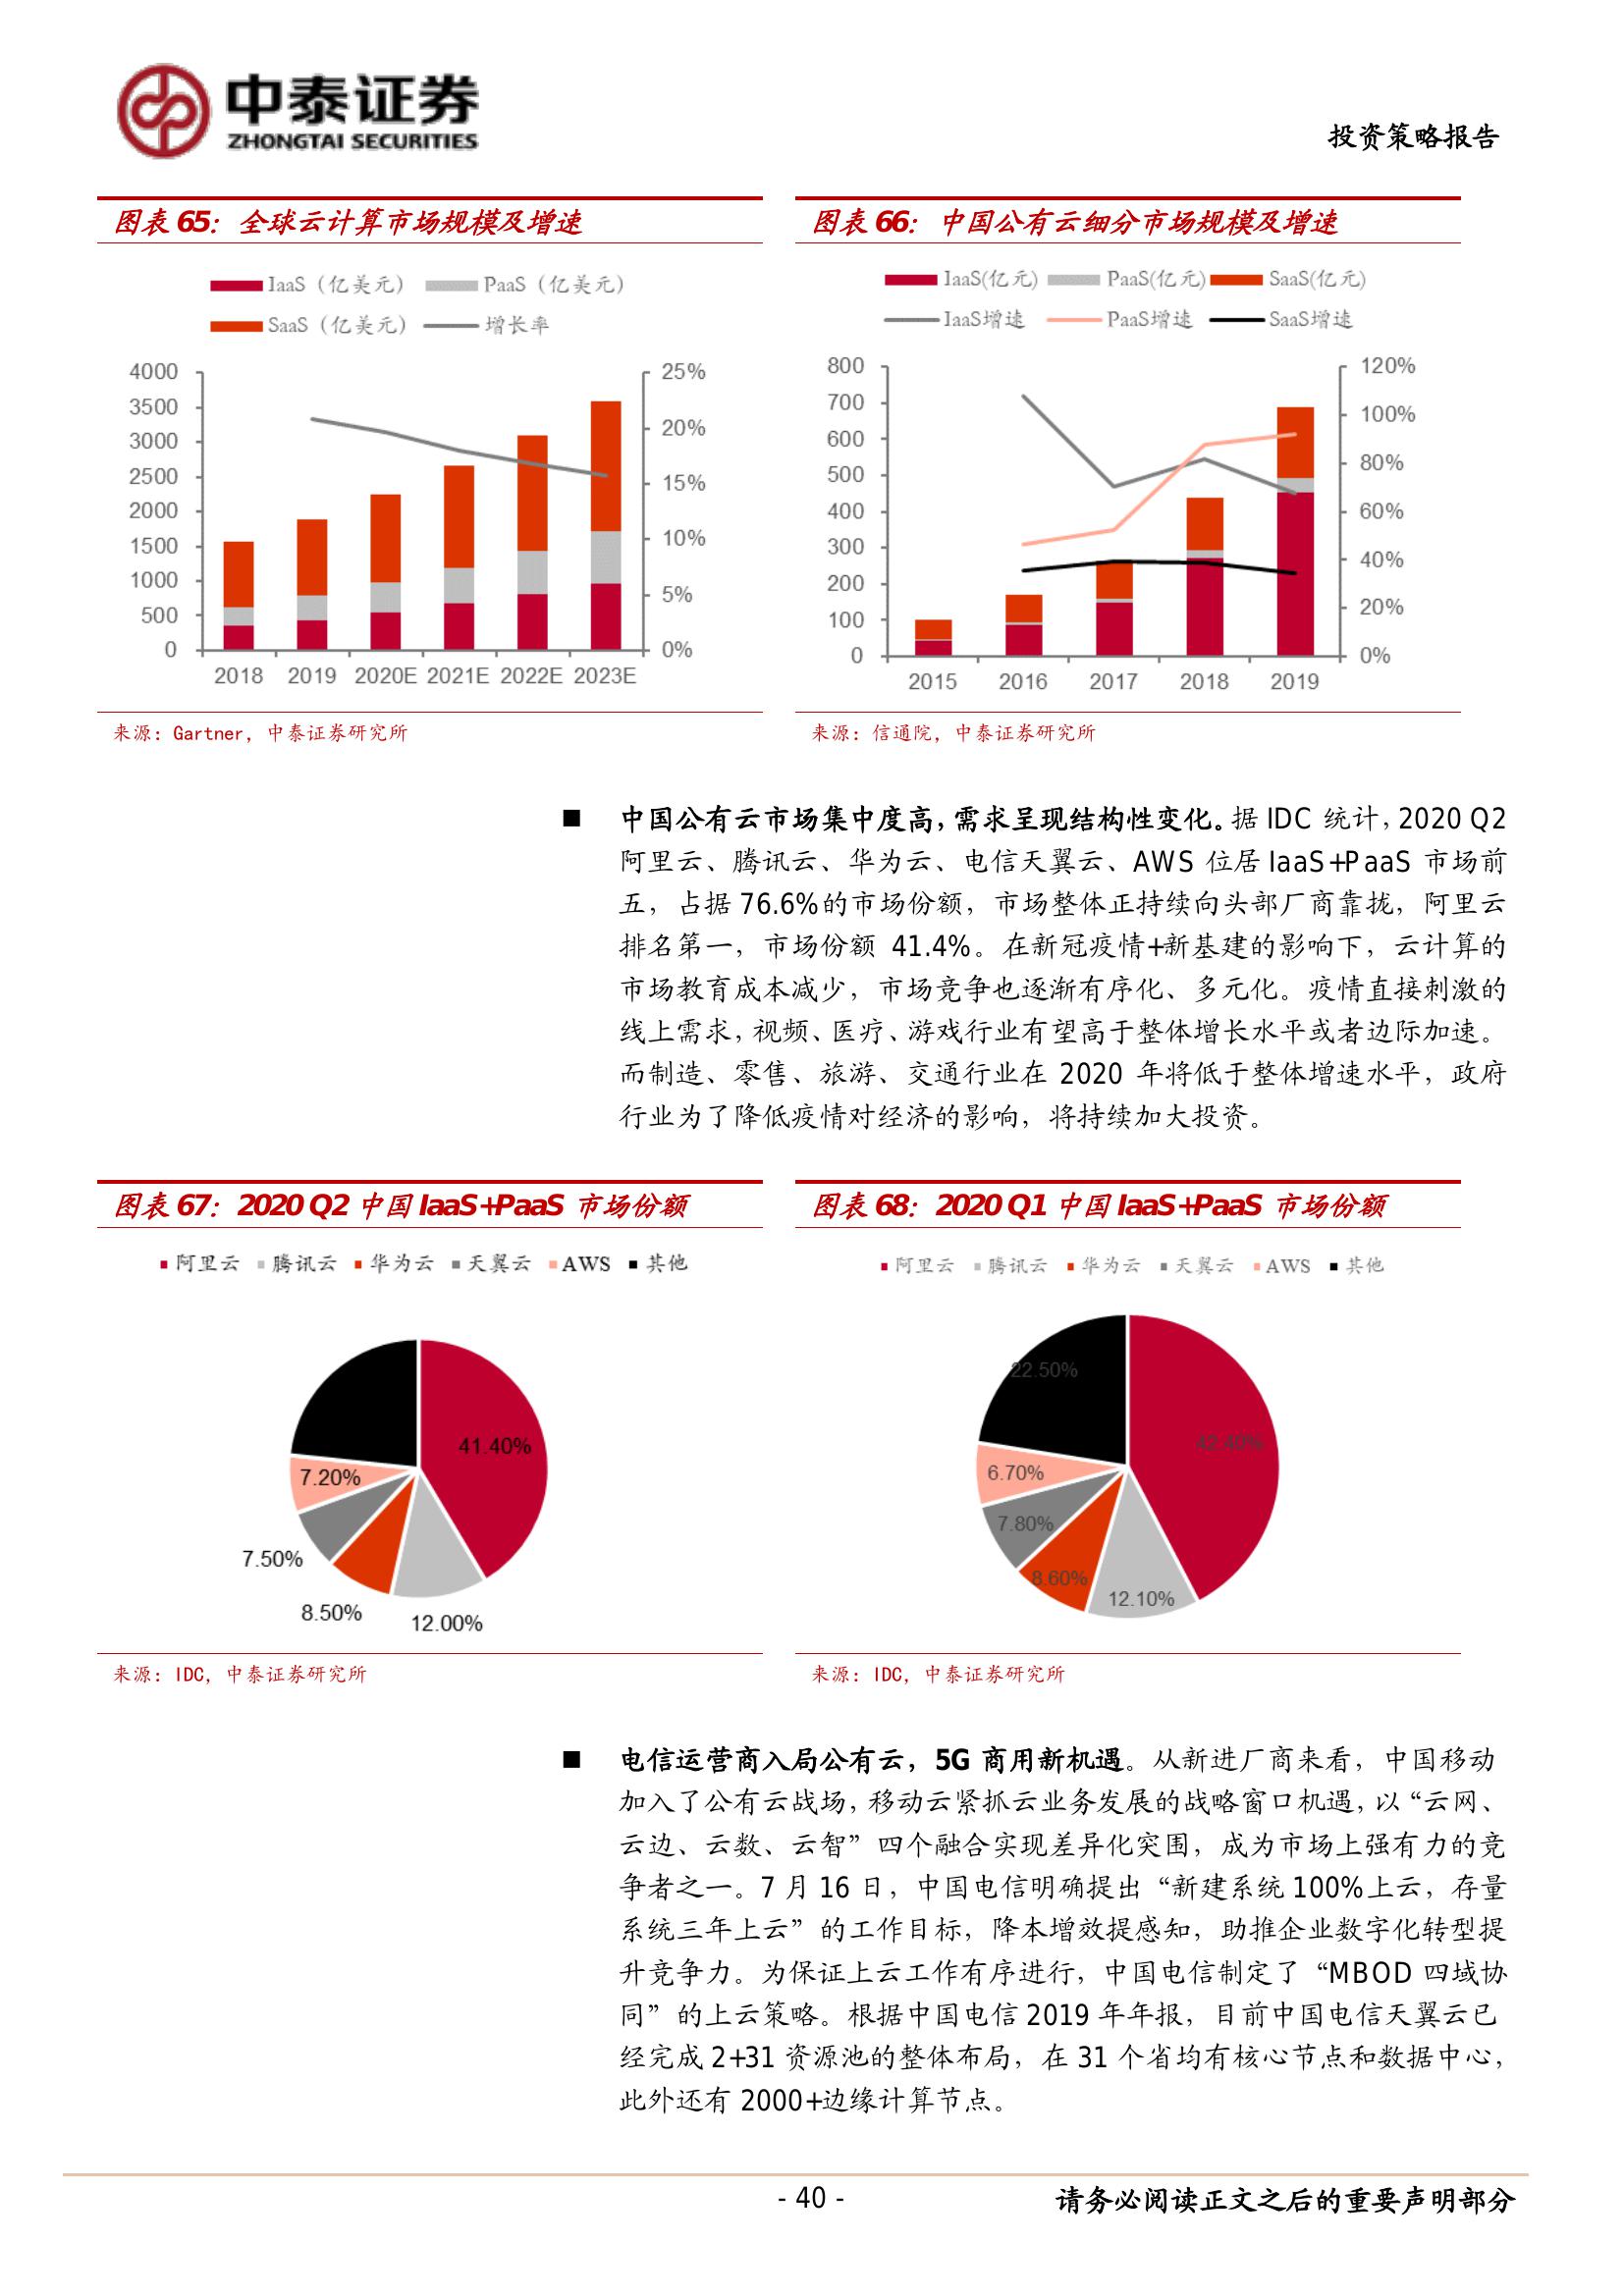 中泰证券
ZHONGTAI SECURITIES
投资策略报告
图表 65：全球云计算市场规模及增速
IaaS（亿美元） PaaS（亿美元）
SaaS（亿美元） 增长率
4000 25%
3500
3000 20%
2500 15%
2000
1500 10%
1000
500 5%
0 0%
2018 2019 2020E 2021E 2022E 2023E
来源：Gartner，中泰证券研究所
图表 66：中国公有云细分市场规模及增速
IaaS(亿元) PaaS(亿元) SaaS(亿元)
IaaS增速 PaaS增速 SaaS增速
800 120%
700 100%
600
500 80%
400 60%
300 40%
200
100 20%
0 0%
2015 2016 2017 2018 2019
来源：信通院，中泰证券研究所
■ 中国公有云市场集中度高，需求呈现结构性变化。据 IDC 统计，2020 Q2
阿里云、腾讯云、华为云、电信天翼云、AWS 位居 IaaS+PaaS 市场前
五，占据 76.6%的市场份额，市场整体正持续向头部厂商靠拢，阿里云
排名第一，市场份额 41.4%。在新冠疫情+新基建的影响下，云计算的
市场教育成本减少，市场竞争也逐渐有序化、多元化。疫情直接刺激的
线上需求，视频、医疗、游戏行业有望高于整体增长水平或者边际加速。
而制造、零售、旅游、交通行业在 2020 年将低于整体增速水平，政府
行业为了降低疫情对经济的影响，将持续加大投资。
图表 67：2020 Q2 中国 IaaS+PaaS 市场份额
阿里云 腾讯云 华为云 天翼云 AWS 其他
41.40%
7.20%
7.50%
8.50%
12.00%
来源：IDC，中泰证券研究所
图表 68：2020 Q1 中国 IaaS+PaaS 市场份额
阿里云 腾讯云 华为云 天翼云 AWS 其他
22.50%
42.40%
6.70%
7.80%
8.60%
12.10%
来源：IDC，中泰证券研究所
■ 电信运营商入局公有云，5G 商用新机遇。从新进厂商来看，中国移动
加入了公有云战场，移动云紧抓云业务发展的战略窗口机遇，以“云网、
云边、云数、云智”四个融合实现差异化突围，成为市场上强有力的竞
争者之一。7 月 16 日，中国电信明确提出“新建系统 100%上云，存量
系统三年上云”的工作目标，降本增效提感知，助推企业数字化转型提
升竞争力。为保证上云工作有序进行，中国电信制定了“MBOD 四域协
同”的上云策略。根据中国电信 2019 年年报，目前中国电信天翼云已
经完成 2+31 资源池的整体布局，在 31 个省均有核心节点和数据中心，
此外还有 2000+边缘计算节点。
- 40 -
请务必阅读正文之后的重要声明部分